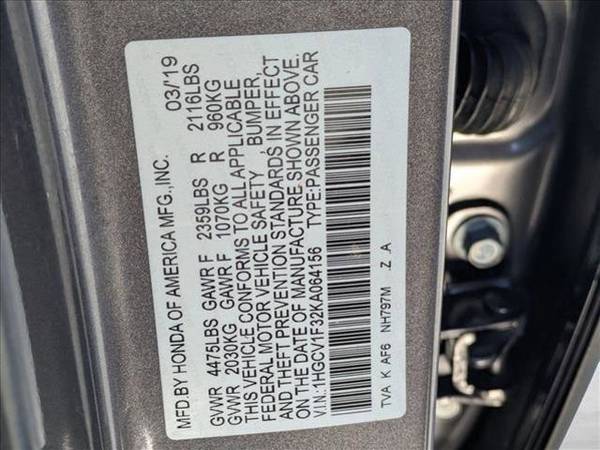 MFD.BY HONDA OF AMERICA MFG.,INC. 03/19
GVWR 4475LBS GAWR F 2359LBS R 2116LBS
GVWR 2030KG GAWR F 1070KG R 960KG
THIS VEHICLE CONFORMS TO ALL APPLICABLE
FEDERAL MOTOR VEHICLE SAFETY BUMPER,
AND THEFT PREVENTION STANDARDS IN EFFECT
ON THE DATE OF MANUFACTURE SHOWN ABOVE.
V.I.N.:1HGCV1F32KA064156 TYPE:PASSENGER CAR
TVA K AF6 NH797M .Z .A